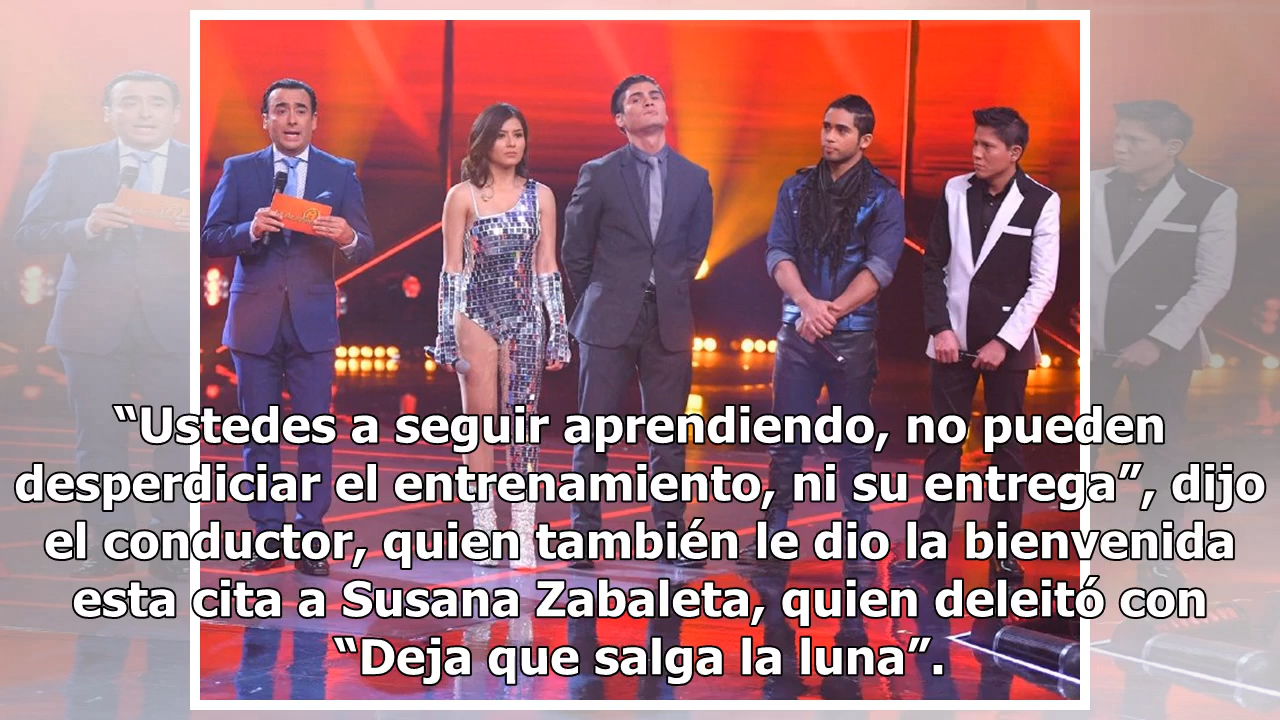 “Ustedes a seguir aprendiendo, no pueden
desperdiciar el entrenamiento, ni su entrega”, dijo
el conductor, quien también le dio la bienvenida
esta cita a Susana Zabaleta, quien deleitó con
“Deja que salga la luna”.